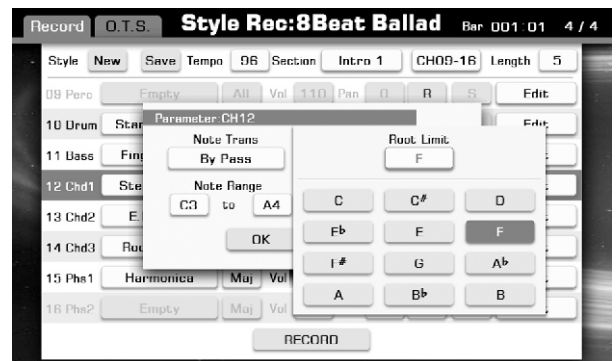 Record O.T.S. Style Rec:8Beat Ballad Bar 001:01 4 / 4
Style New Save Tempo 96 Section Intro 1 CH09-16 Length 5
09 Perc Empty All Vol 110 Pan 0 R S Edit
10 Drum Edit
11 Bass
12 Chd1
13 Chd2
14 Chd3
15 Phs1 Harmonica Maj Vol
16 Phs2 Empty Maj Vol
Parameter:CH12
Note Trans
By Pass
Note Range
C3 to A4
OK
Root Limit
F
C C# D
Eb E F
F# G Ab
A Bb B
RECORD